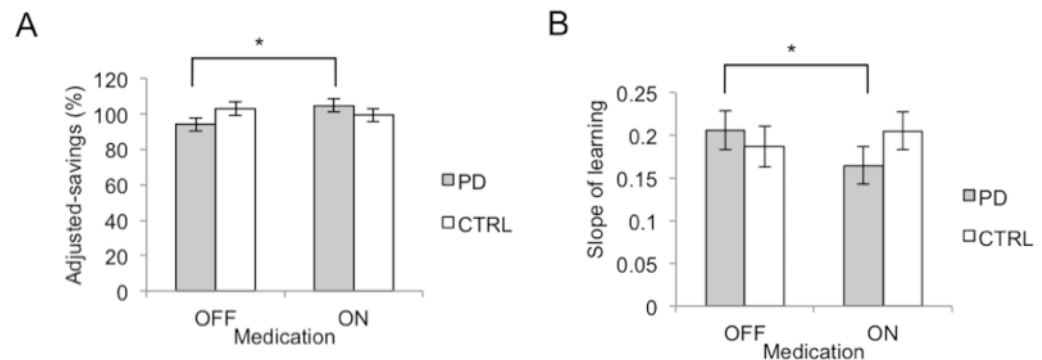 A
*
Adjusted-savings (%)
120
100
80
60
40
20
0
OFF
ON
Medication
PD
CTRL
B
*
Slope of learning
0.25
0.2
0.15
0.1
0.05
0
OFF
ON
Medication
PD
CTRL